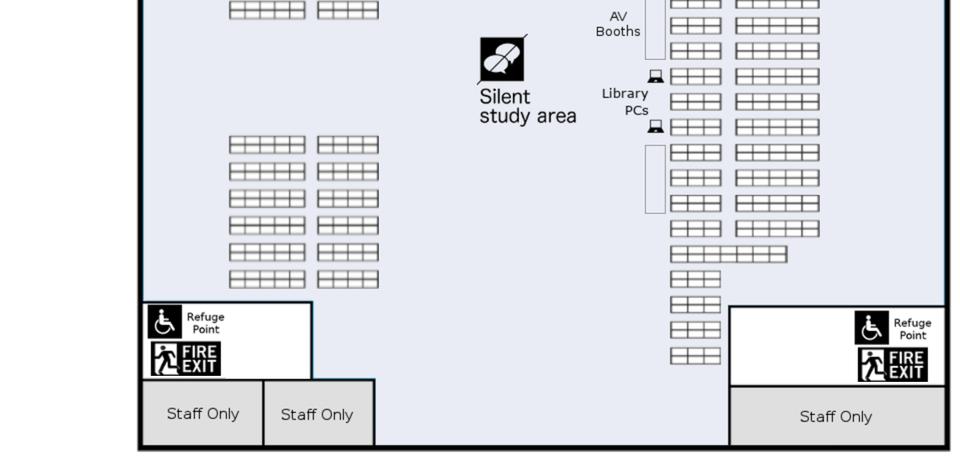 AV
Booths
Library
PCs
Silent
study area
Refuge
Point
FIRE
EXIT
Staff Only
Staff Only
Refuge
Point
FIRE
EXIT
Staff Only